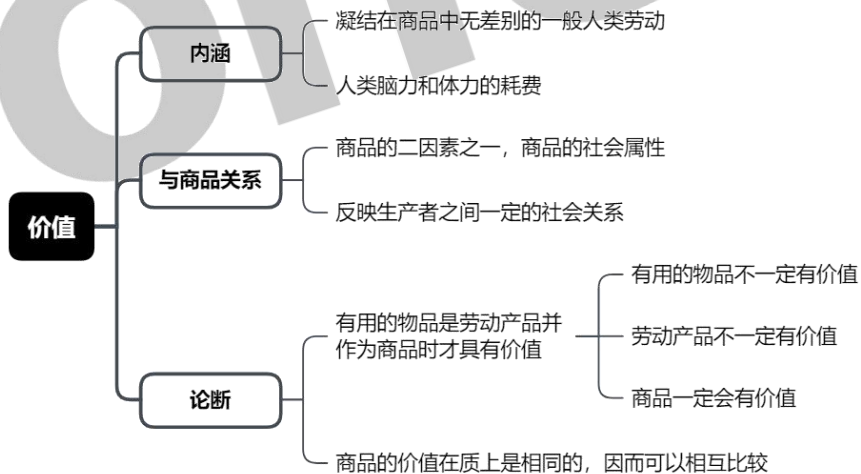 价值
内涵
凝结在商品中无差别的一般人类劳动
人类脑力和体力的耗费
与商品关系
商品的二因素之一，商品的社会属性
反映生产者之间一定的社会关系
论断
有用的物品是劳动产品并
作为商品时才具有价值
有用的物品不一定有价值
劳动产品不一定有价值
商品一定会有价值
商品的价值在质上是相同的，因而可以相互比较